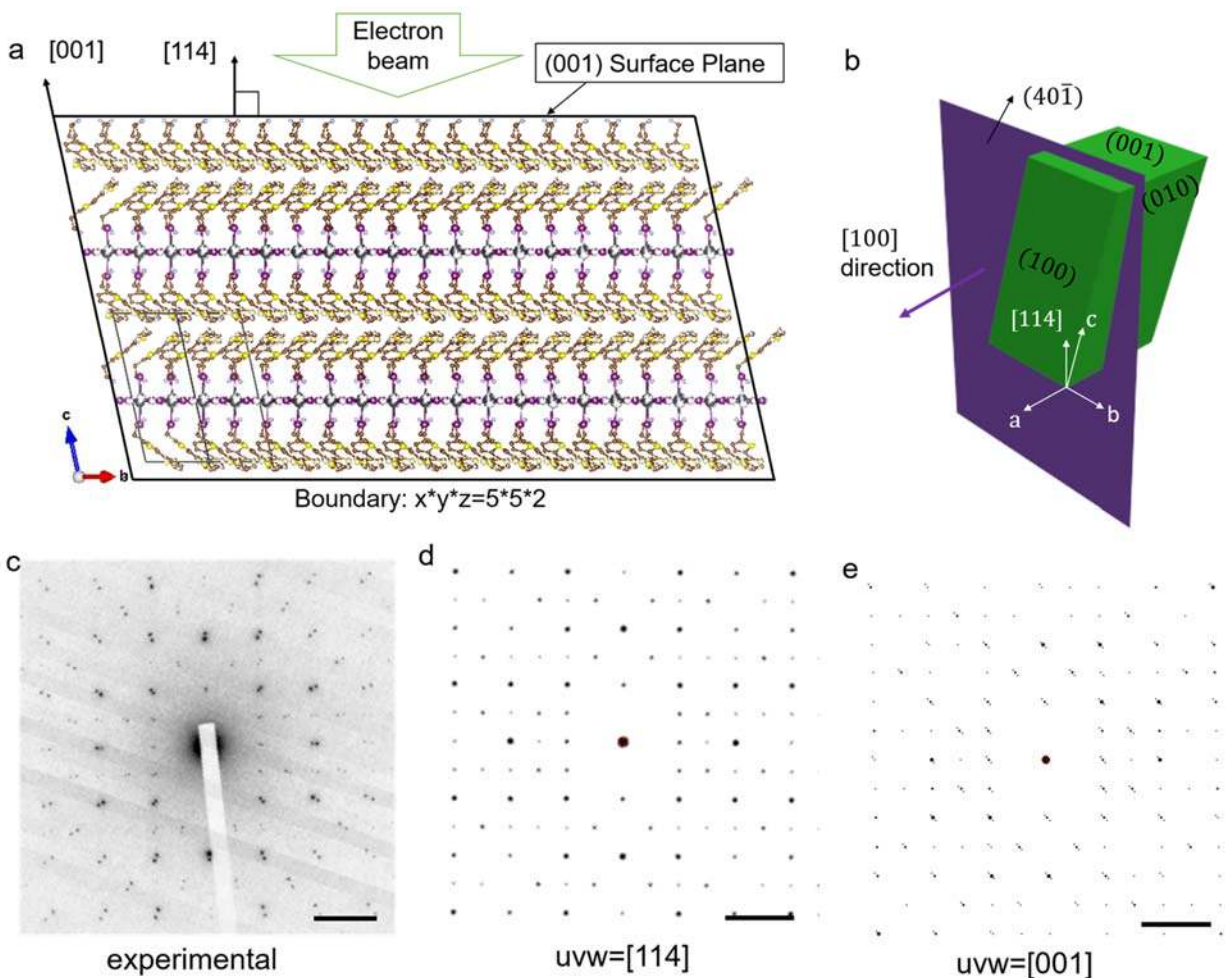 a
[001]
[114]
Electron
beam
(001) Surface Plane
c
b
Boundary: x*y*z=5*5*2
b
(401̄)
(001)
(010)
[100]
direction
(100)
[114]
c
a
b
c
experimental
d
uvw=[114]
e
uvw=[001]